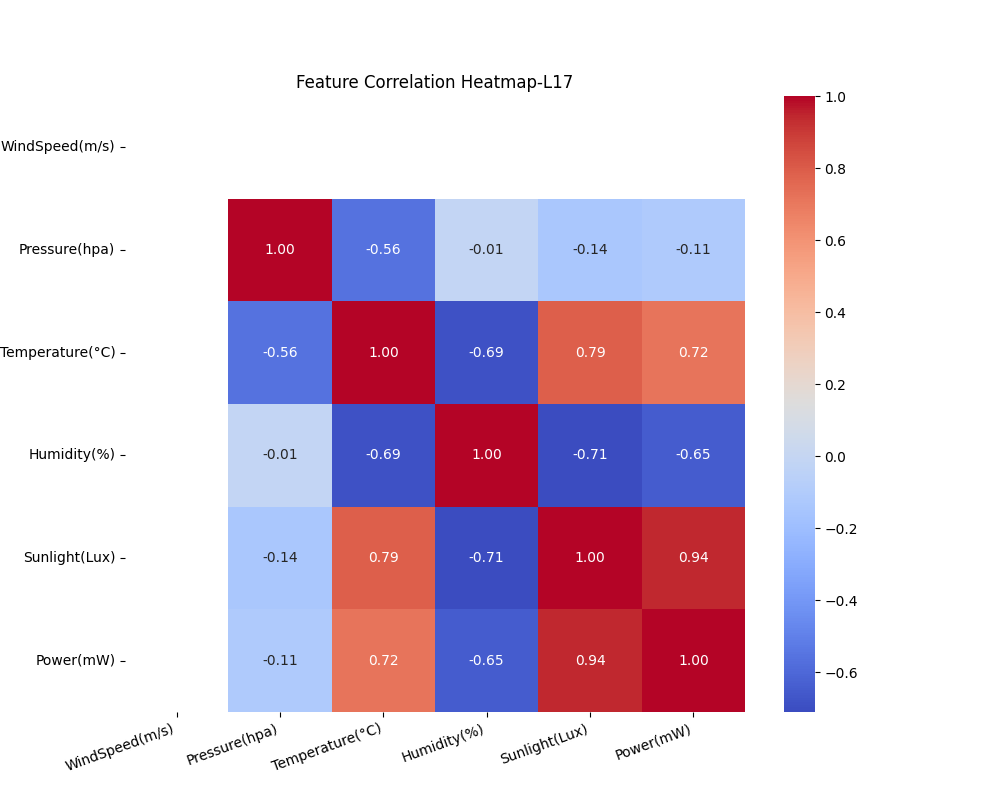 Feature Correlation Heatmap-L17
WindSpeed(m/s)
Pressure(hpa) 1.00 -0.56 -0.01 -0.14 -0.11
Temperature(°C) -0.56 1.00 -0.69 0.79 0.72
Humidity(%) -0.01 -0.69 1.00 -0.71 -0.65
Sunlight(Lux) -0.14 0.79 -0.71 1.00 0.94
Power(mW) -0.11 0.72 -0.65 0.94 1.00
WindSpeed(m/s) Pressure(hpa) Temperature(°C) Humidity(%) Sunlight(Lux) Power(mW)
1.0
0.8
0.6
0.4
0.2
0.0
−0.2
−0.4
−0.6